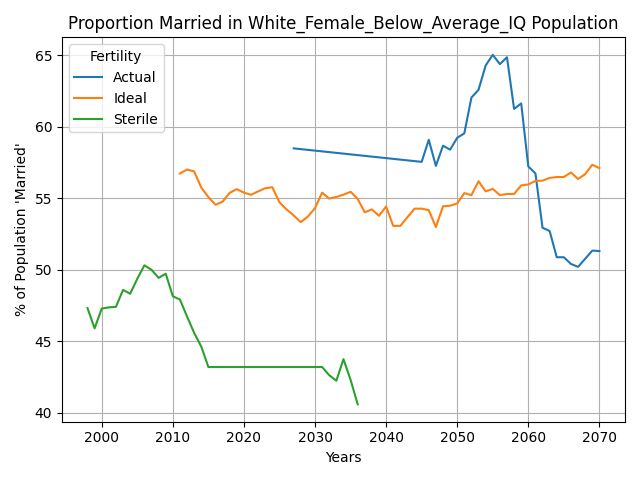 Proportion Married in White_Female_Below_Average_IQ Population
Fertility
Actual
Ideal
Sterile
% of Population 'Married'
65
60
55
50
45
40
2000
2010
2020
2030
2040
2050
2060
2070
Years